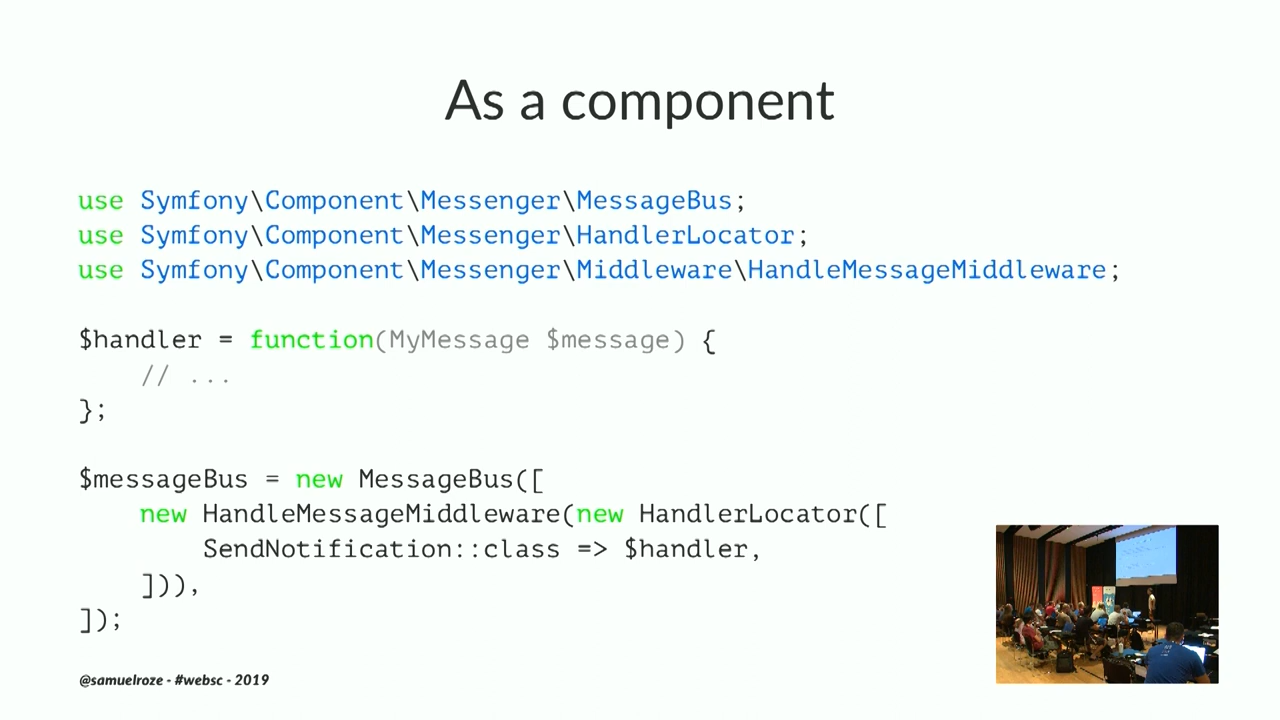 As a component
use Symfony\Component\Messenger\MessageBus;
use Symfony\Component\Messenger\HandlerLocator;
use Symfony\Component\Messenger\Middleware\HandleMessageMiddleware;
$handler = function(MyMessage $message) {
    // ...
};
$messageBus = new MessageBus([
    new HandleMessageMiddleware(new HandlerLocator([
        SendNotification::class => $handler,
    ])),
]);
@samuelroze - #websc - 2019